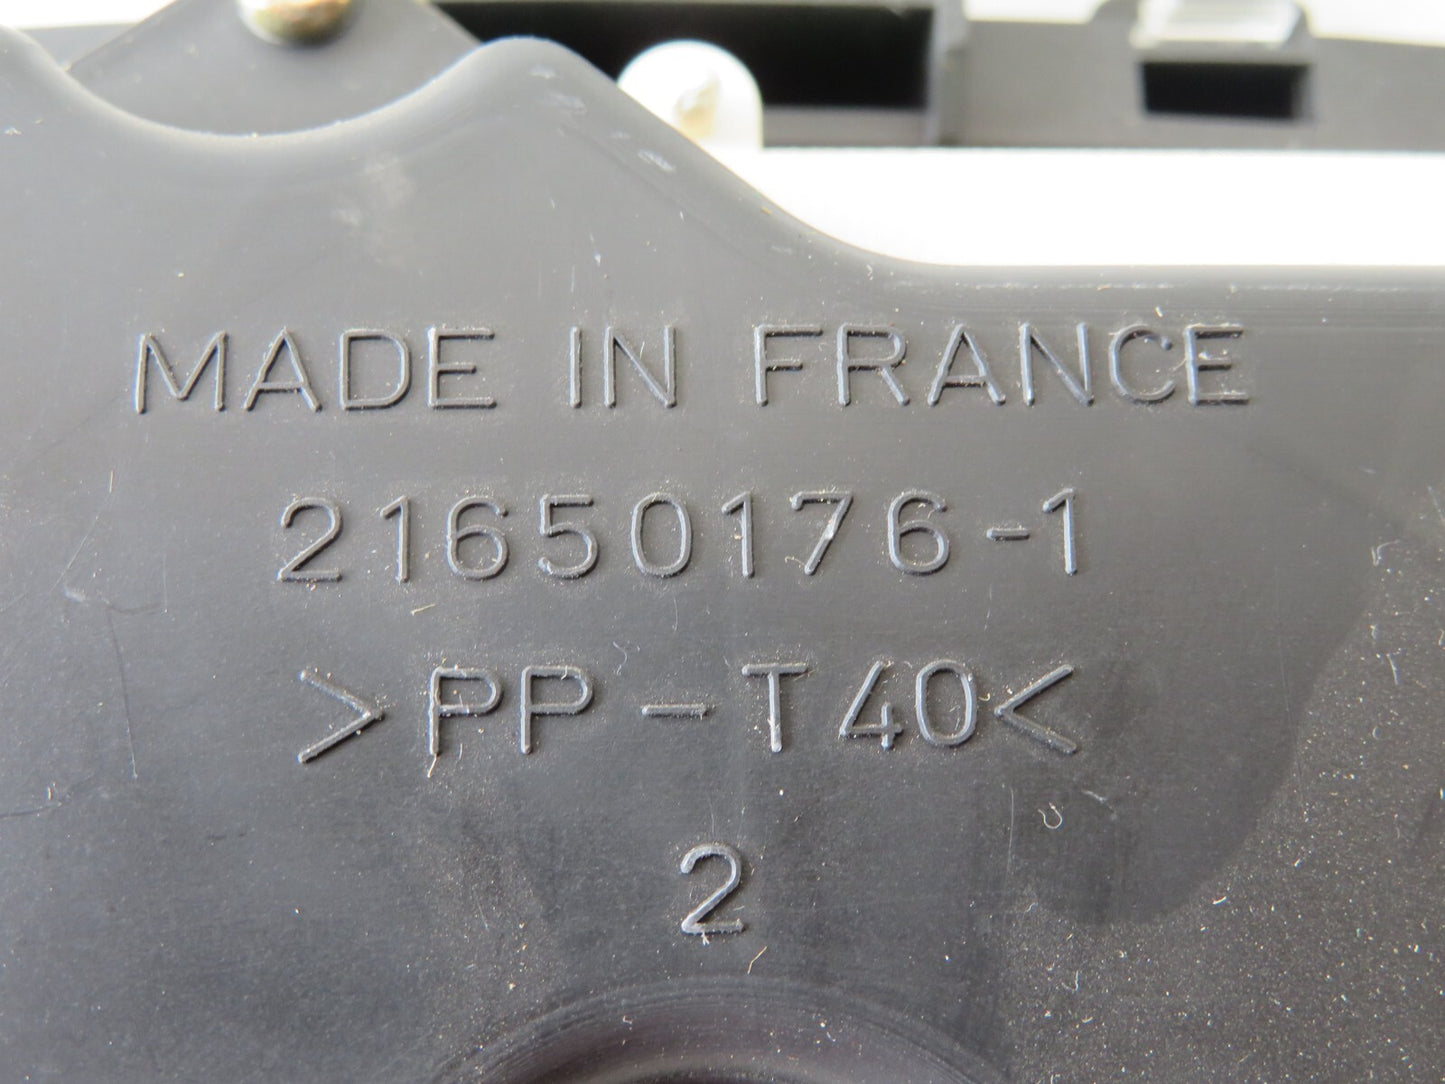 MADE IN FRANCE
21650176-1
>PP-T40<
2